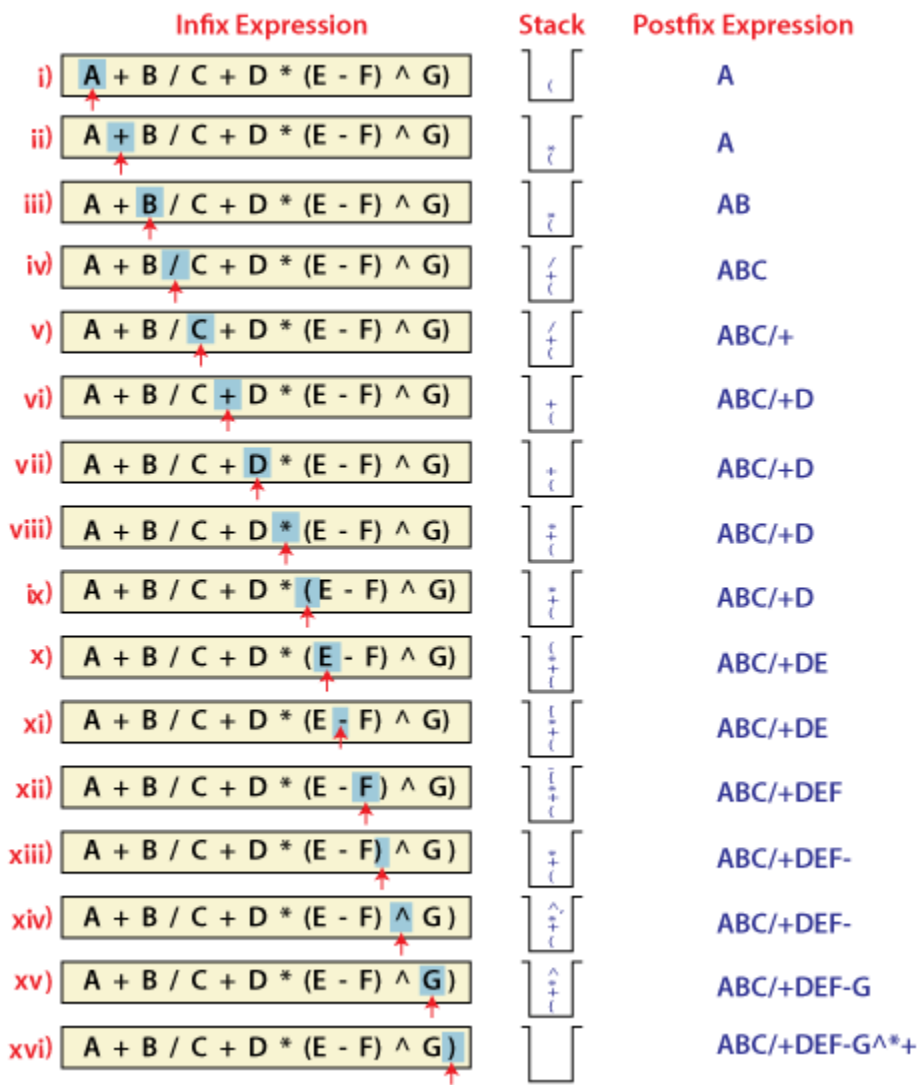 Infix Expression Stack Postfix Expression
i) A + B / C + D * (E - F) ^ G) ( A
ii) A + B / C + D * (E - F) ^ G) A
iii) A + B / C + D * (E - F) ^ G) AB
iv) A + B / C + D * (E - F) ^ G) / + ( ABC
v) A + B / C + D * (E - F) ^ G) / + ( ABC/+
vi) A + B / C + D * (E - F) ^ G) + ( ABC/+D
vii) A + B / C + D * (E - F) ^ G) + ( ABC/+D
viii) A + B / C + D * (E - F) ^ G) * + ( ABC/+D
ix) A + B / C + D * (E - F) ^ G) * + ( ABC/+D
x) A + B / C + D * (E - F) ^ G) ( * + ( ABC/+DE
xi) A + B / C + D * (E - F) ^ G) ( * + ( ABC/+DE
xii) A + B / C + D * (E - F) ^ G) - ( * + ( ABC/+DEF
xiii) A + B / C + D * (E - F) ^ G) * + ( ABC/+DEF-
xiv) A + B / C + D * (E - F) ^ G) ^ * + ( ABC/+DEF-
xv) A + B / C + D * (E - F) ^ G) ^ * + ( ABC/+DEF-G
xvi) A + B / C + D * (E - F) ^ G) ABC/+DEF-G^*+